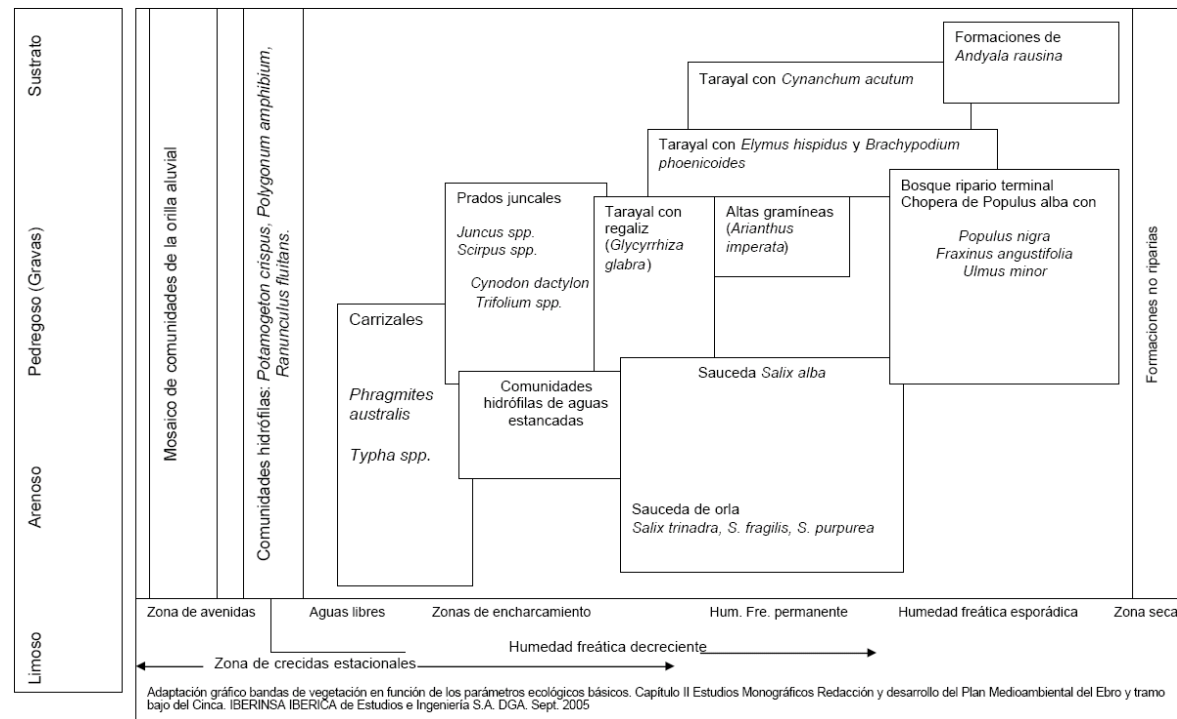 Sustrato
Pedregoso (Gravas)
Arenoso
Limoso
Mosaico de comunidades de la orilla aluvial
Comunidades hidrófilas: Potamogeton crispus, Polygonum amphibium,
Ranunculus fluitans.
Carrizales
Phragmites
australis
Typha spp.
Prados juncales
Juncus spp.
Scirpus spp.
Cynodon dactylon
Trifolium spp.
Comunidades
hidrófilas de aguas
estancadas
Tarayal con
regaliz
(Glycyrrhiza
glabra)
Tarayal con Elymus hispidus y Brachypodium
phoenicoides
Tarayal con Cynanchum acutum
Formaciones de
Andyala rausina
Altas gramíneas
(Arianthus
imperata)
Bosque ripario terminal
Chopera de Populus alba con
Populus nigra
Fraxinus angustifolia
Ulmus minor
Sauceda Salix alba
Sauceda de orla
Salix trinadra, S. fragilis, S. purpurea
Formaciones no riparias
Zona de avenidas
Aguas libres
Zonas de encharcamiento
Hum. Fre. permanente
Humedad freática esporádica
Zona seca
Humedad freática decreciente
Zona de crecidas estacionales
Adaptación gráfico bandas de vegetación en función de los parámetros ecológicos básicos. Capítulo II Estudios Monográficos Redacción y desarrollo del Plan Medioambiental del Ebro y tramo
bajo del Cinca. IBERINSA IBERICA de Estudios e Ingeniería S.A. DGA. Sept. 2005